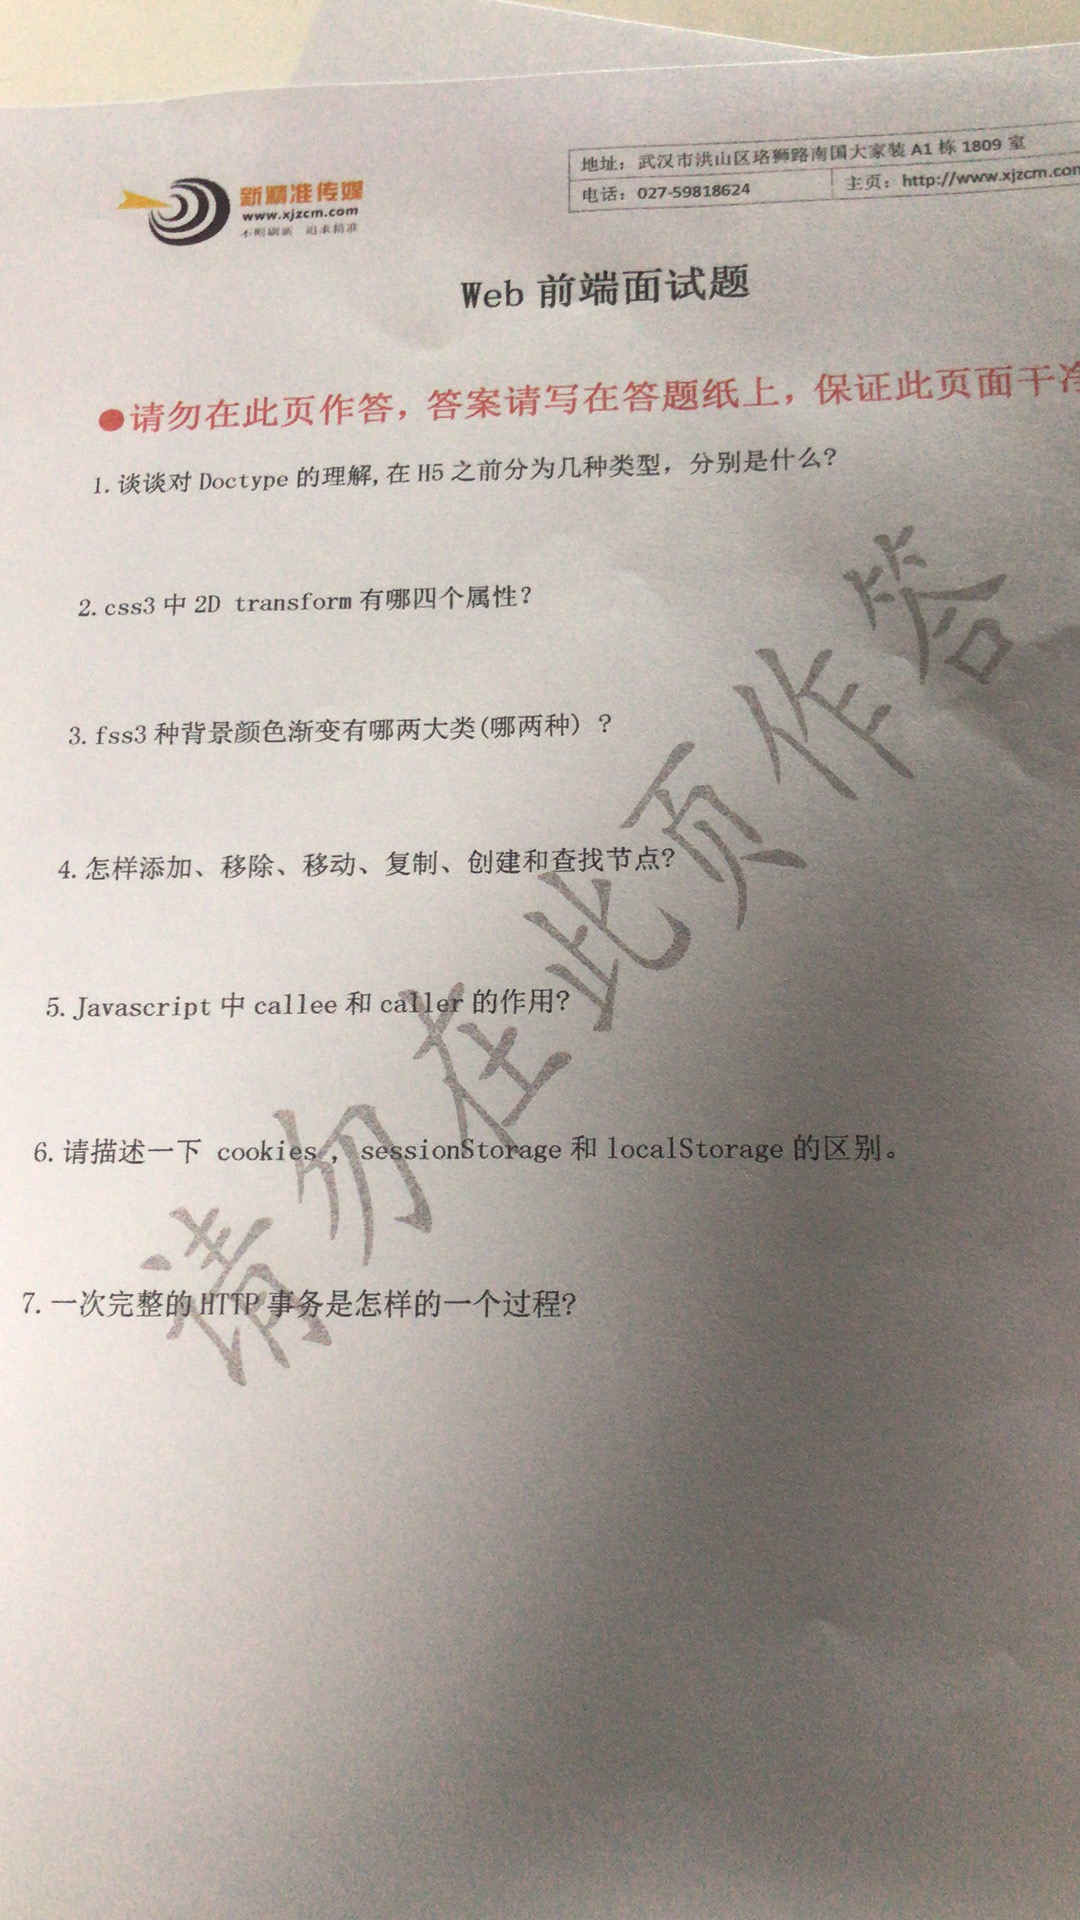 新精准传媒
www.xjzcm.com
不断刷新 追求精准
地址：武汉市洪山区珞狮路南国大家装 A1 栋 1809 室
电话：027-59818624
主页：http://www.xjzcm.com
Web 前端面试题
●请勿在此页作答，答案请写在答题纸上，保证此页面干净
1.谈谈对 Doctype 的理解,在 H5 之前分为几种类型，分别是什么?
2.css3 中 2D transform 有哪四个属性?
3.fss3 种背景颜色渐变有哪两大类(哪两种) ?
4.怎样添加、移除、移动、复制、创建和查找节点?
5.Javascript 中 callee 和 caller 的作用?
6.请描述一下 cookies , sessionStorage 和 localStorage 的区别。
7.一次完整的 HTTP 事务是怎样的一个过程?
请勿在此页作答